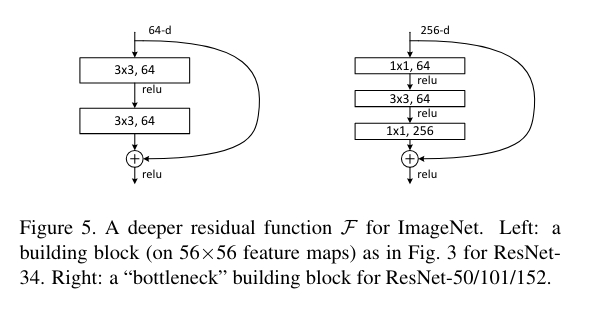 64-d
3x3, 64
relu
3x3, 64
+
relu
256-d
1x1, 64
relu
3x3, 64
relu
1x1, 256
+
relu
Figure 5. A deeper residual function F for ImageNet. Left: a
building block (on 56×56 feature maps) as in Fig. 3 for ResNet-
34. Right: a “bottleneck” building block for ResNet-50/101/152.